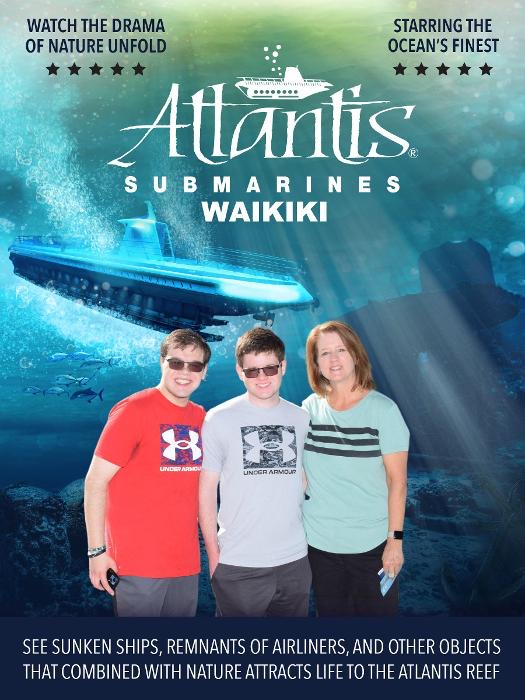 WATCH THE DRAMA
OF NATURE UNFOLD
STARRING THE
OCEAN'S FINEST
Atlantis®
SUBMARINES
WAIKIKI
UNDER ARMOUR
UNDER ARMOUR
SEE SUNKEN SHIPS, REMNANTS OF AIRLINERS, AND OTHER OBJECTS
THAT COMBINED WITH NATURE ATTRACTS LIFE TO THE ATLANTIS REEF